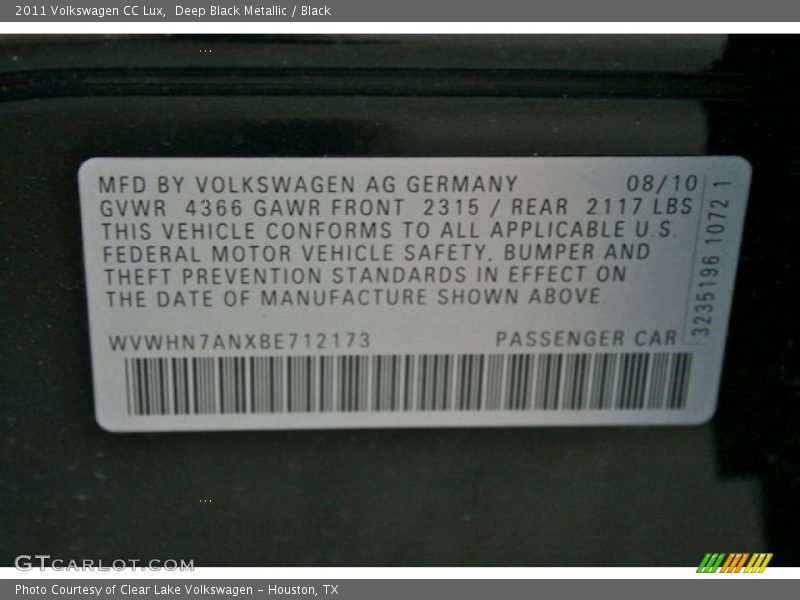 2011 Volkswagen CC Lux, Deep Black Metallic / Black
MFD BY VOLKSWAGEN AG GERMANY 08/10
GVWR 4366 GAWR FRONT 2315 / REAR 2117 LBS
THIS VEHICLE CONFORMS TO ALL APPLICABLE U.S.
FEDERAL MOTOR VEHICLE SAFETY, BUMPER AND
THEFT PREVENTION STANDARDS IN EFFECT ON
THE DATE OF MANUFACTURE SHOWN ABOVE.
WVWHN7ANXBE712173 PASSENGER CAR
3235196 1072 1
GTCARLOT.COM
Photo Courtesy of Clear Lake Volkswagen – Houston, TX